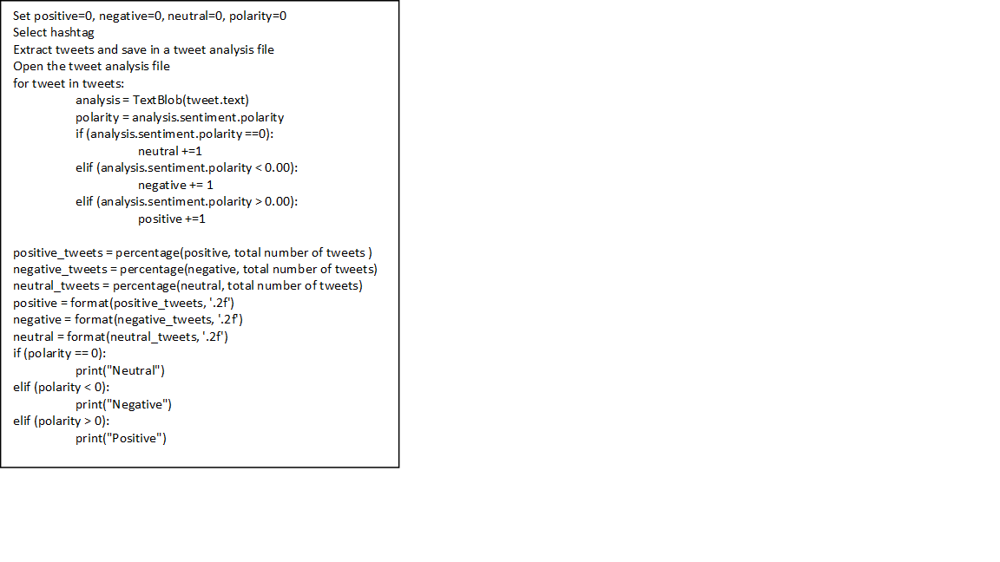 Set positive=0, negative=0, neutral=0, polarity=0
Select hashtag
Extract tweets and save in a tweet analysis file
Open the tweet analysis file
for tweet in tweets:
analysis = TextBlob(tweet.text)
polarity = analysis.sentiment.polarity
if (analysis.sentiment.polarity ==0):
neutral +=1
elif (analysis.sentiment.polarity < 0.00):
negative += 1
elif (analysis.sentiment.polarity > 0.00):
positive +=1
positive_tweets = percentage(positive, total number of tweets )
negative_tweets = percentage(negative, total number of tweets)
neutral_tweets = percentage(neutral, total number of tweets)
positive = format(positive_tweets, '.2f')
negative = format(negative_tweets, '.2f')
neutral = format(neutral_tweets, '.2f')
if (polarity == 0):
print("Neutral")
elif (polarity < 0):
print("Negative")
elif (polarity > 0):
print("Positive")